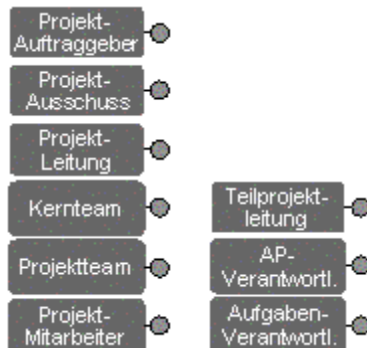 Projekt-
Auftraggeber
Projekt-
Ausschuss
Projekt-
Leitung
Kernteam
Projektteam
Projekt-
Mitarbeiter
Teilprojekt-
leitung
AP-
Verantwortl.
Aufgaben-
Verantwortl.